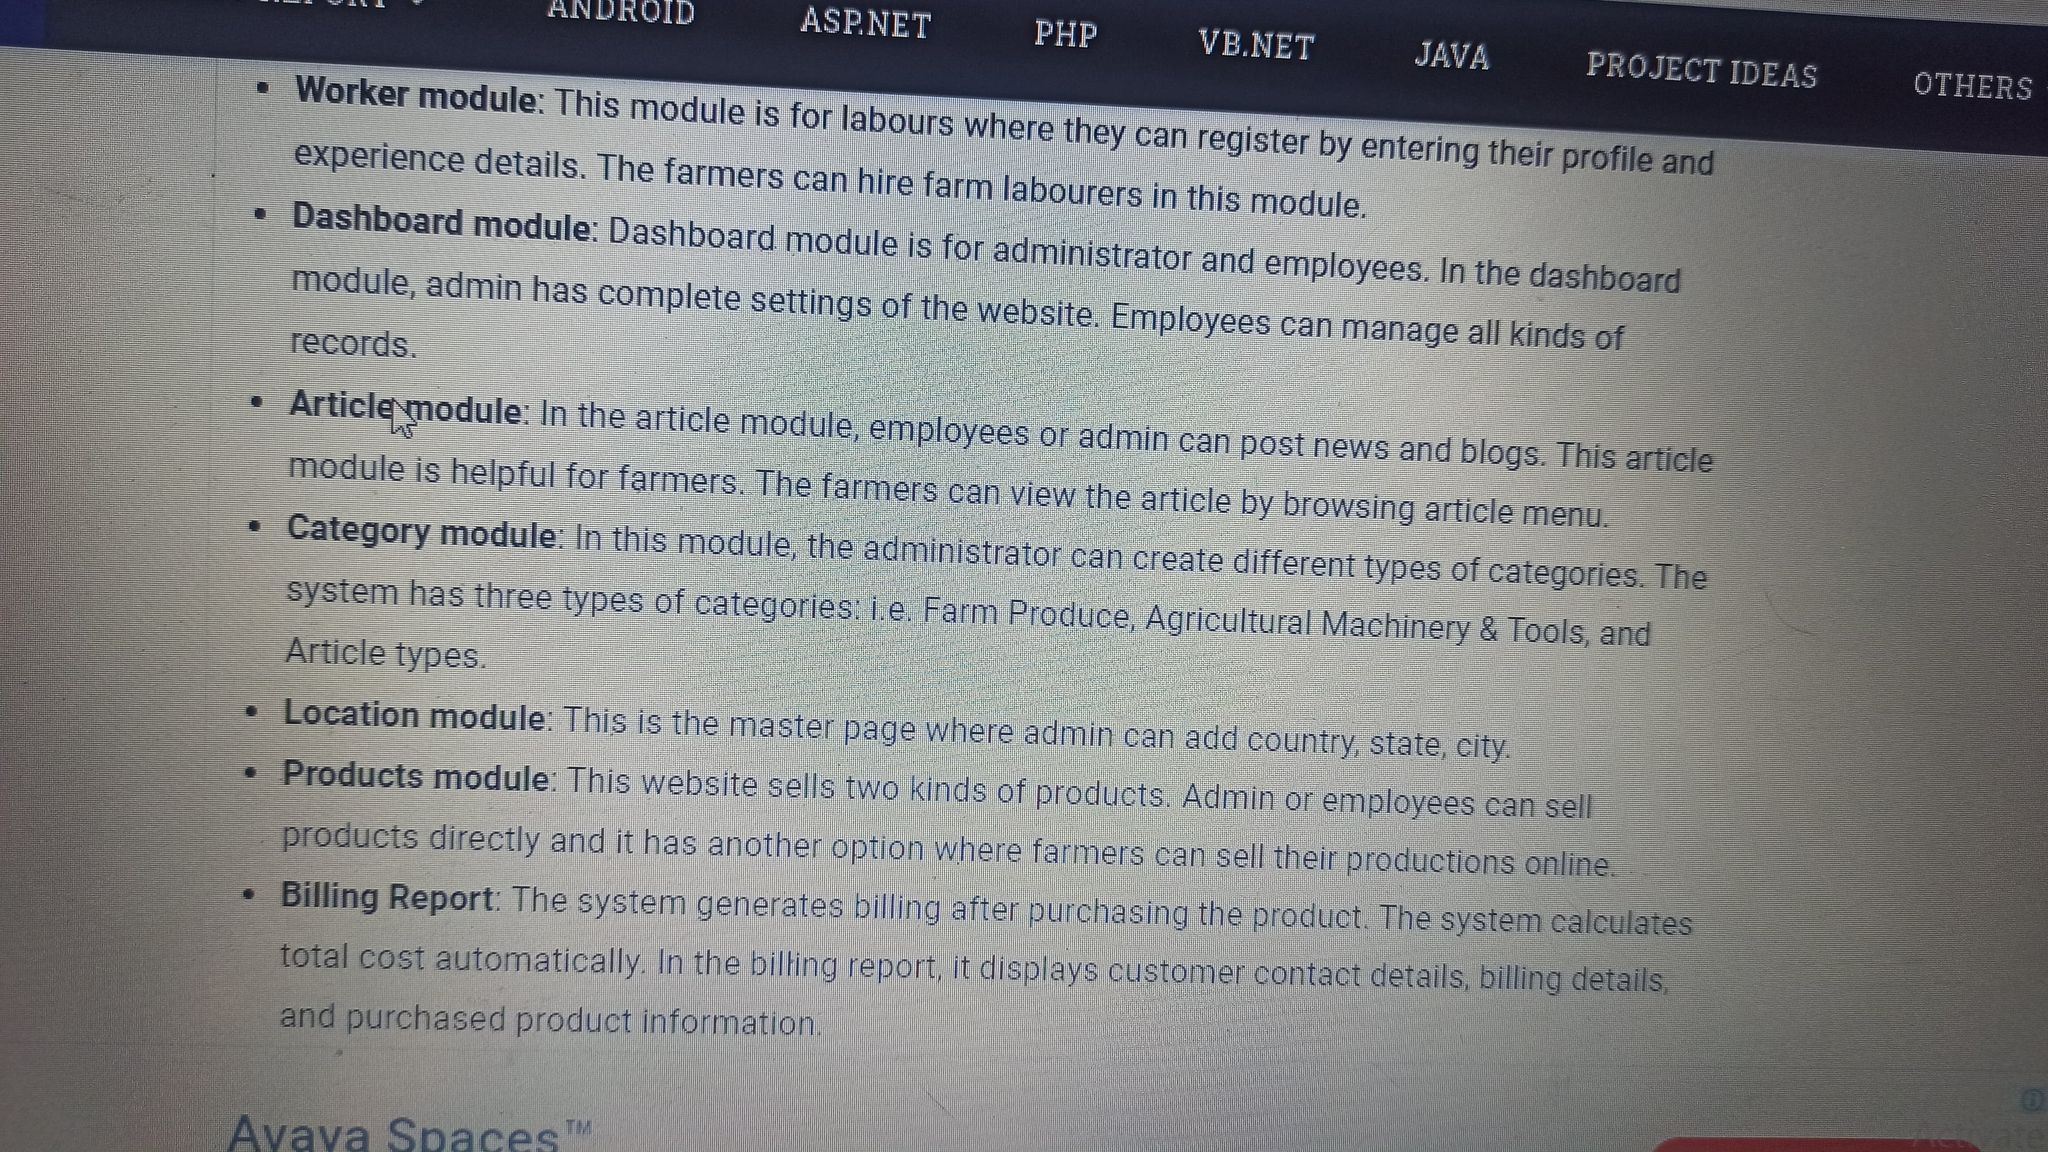 ANDROID ASP.NET PHP VB.NET JAVA PROJECT IDEAS OTHERS
• Worker module: This module is for labours where they can register by entering their profile and
experience details. The farmers can hire farm labourers in this module.
• Dashboard module: Dashboard module is for administrator and employees. In the dashboard
module, admin has complete settings of the website. Employees can manage all kinds of
records.
• Article module: In the article module, employees or admin can post news and blogs. This article
module is helpful for farmers. The farmers can view the article by browsing article menu.
• Category module: In this module, the administrator can create different types of categories. The
system has three types of categories: i.e. Farm Produce, Agricultural Machinery & Tools, and
Article types.
• Location module: This is the master page where admin can add country, state, city.
• Products module: This website sells two kinds of products. Admin or employees can sell
products directly and it has another option where farmers can sell their productions online.
• Billing Report: The system generates billing after purchasing the product. The system calculates
total cost automatically. In the billing report, it displays customer contact details, billing details,
and purchased product information.
Avaya Spaces™
Activate